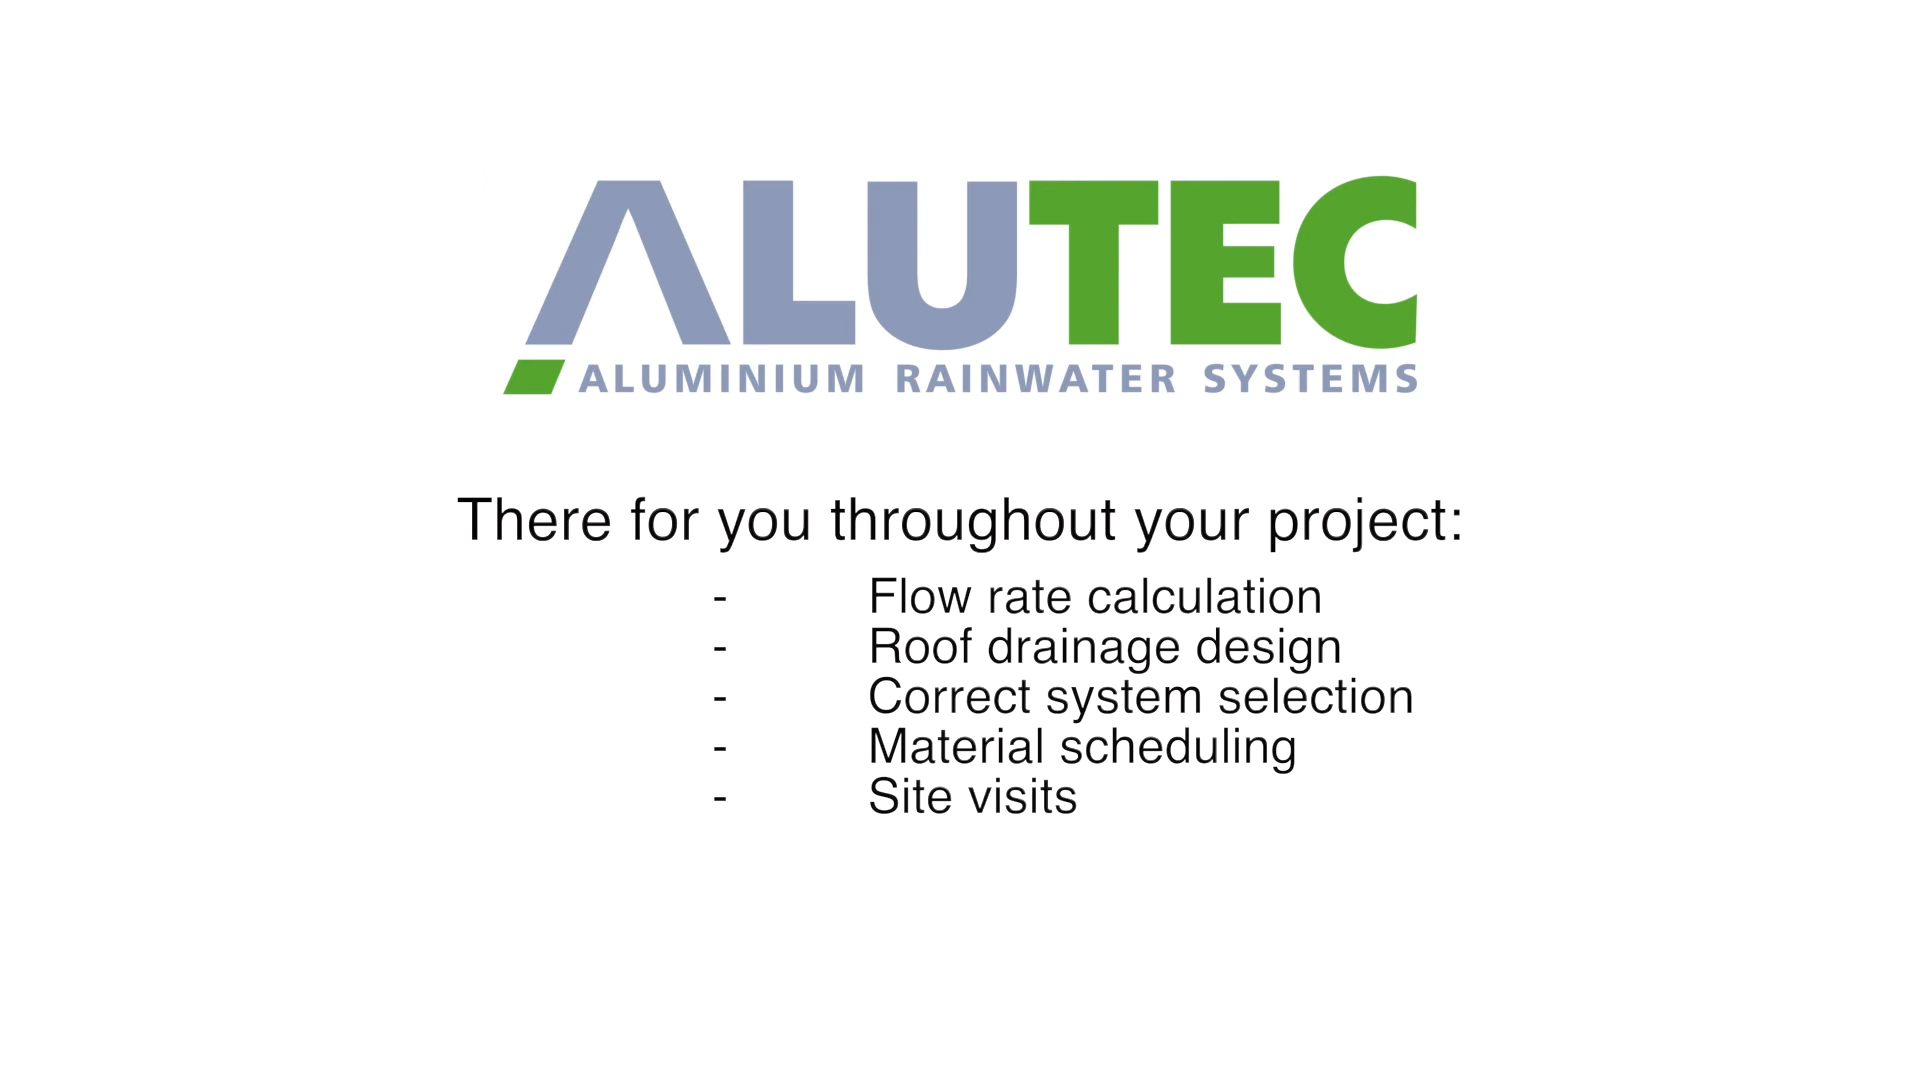 ALUTEC
ALUMINIUM RAINWATER SYSTEMS
There for you throughout your project:
- Flow rate calculation
- Roof drainage design
- Correct system selection
- Material scheduling
- Site visits